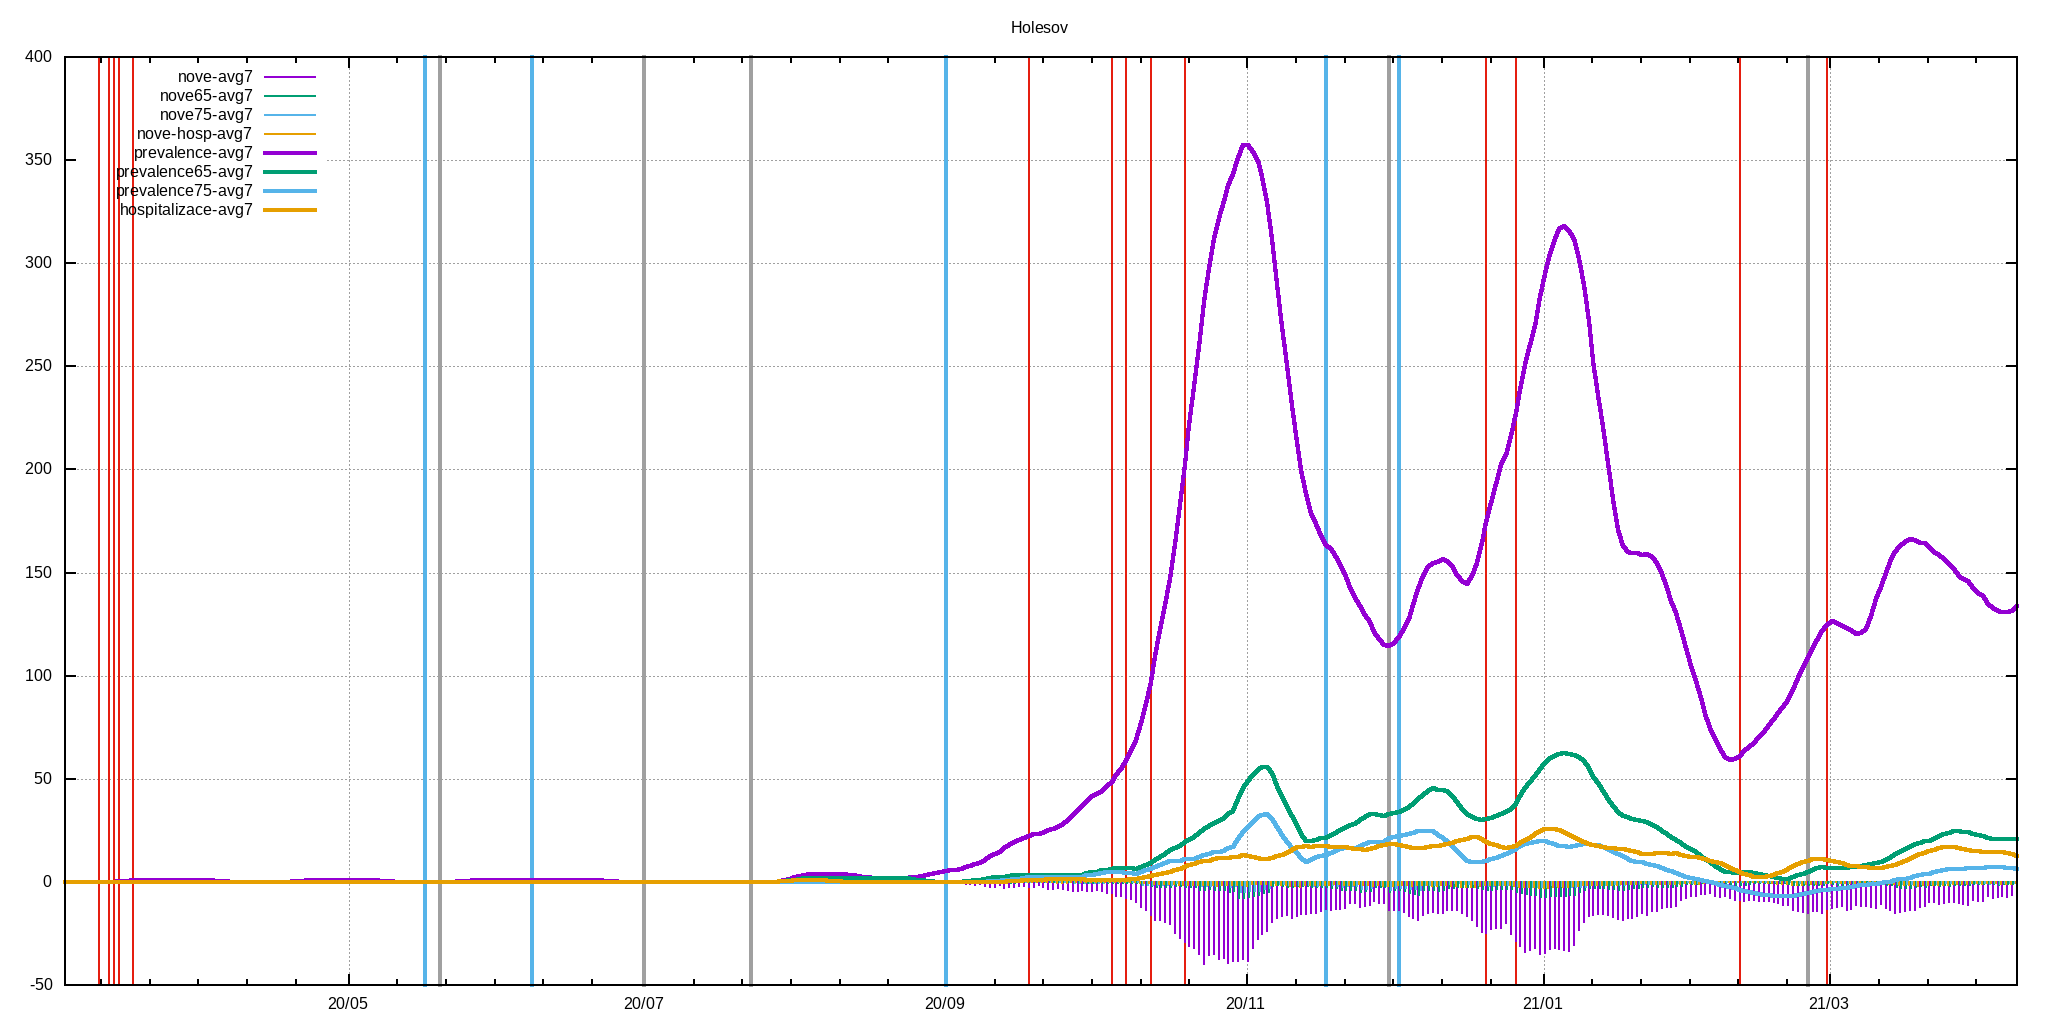 Holesov
400
350
300
250
200
150
100
50
0
-50
nove-avg7
nove65-avg7
nove75-avg7
nove-hosp-avg7
prevalence-avg7
prevalence65-avg7
prevalence75-avg7
hospitalizace-avg7
20/05
20/07
20/09
20/11
21/01
21/03